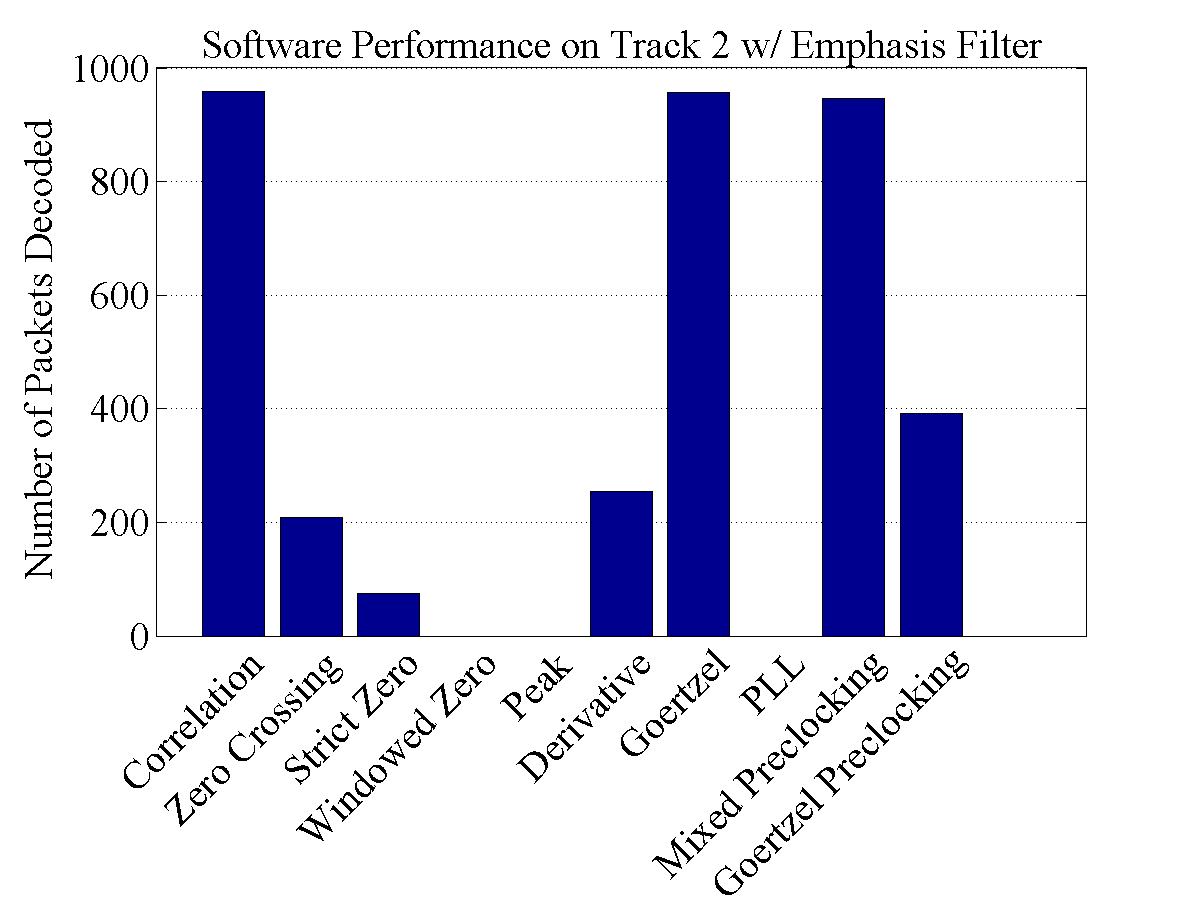 Software Performance on Track 2 w/ Emphasis Filter
Number of Packets Decoded
1000
800
600
400
200
0
Correlation
Zero Crossing
Strict Zero
Windowed Zero
Peak
Derivative
Goertzel
PLL
Mixed Preclocking
Goertzel Preclocking